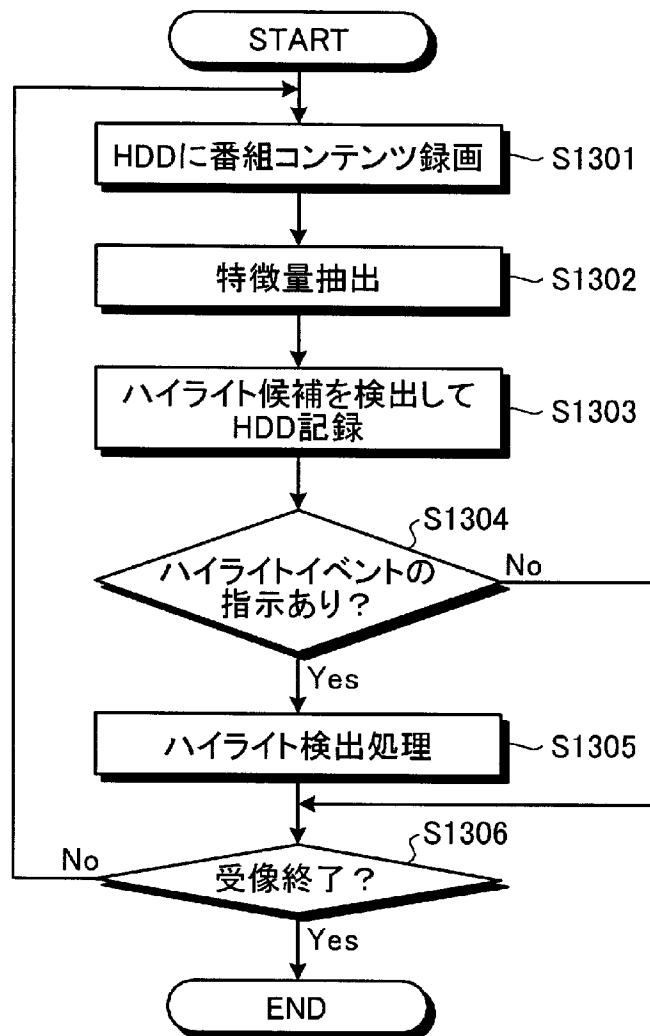 START
HDDに番組コンテンツ録画
S1301
特徴量抽出
S1302
ハイライト候補を検出して
HDD記録
S1303
S1304
ハイライトイベントの
指示あり？
No
Yes
ハイライト検出処理
S1305
S1306
No
受像終了？
Yes
END